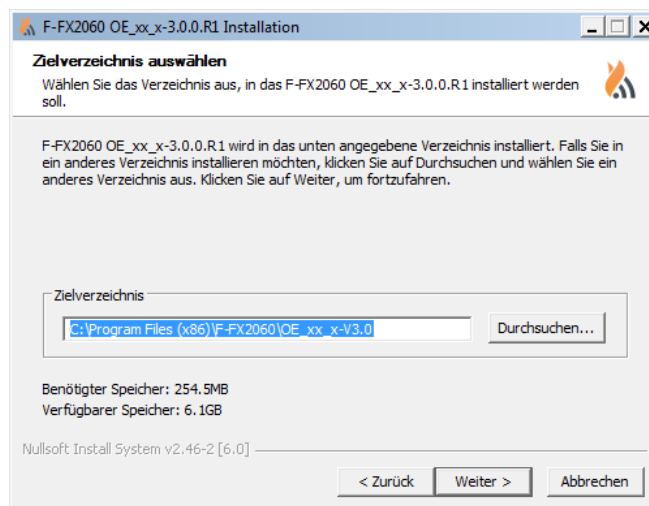 F-FX2060 OE_xx_x-3.0.0.R1 Installation
Zielverzeichnis auswählen
Wählen Sie das Verzeichnis aus, in das F-FX2060 OE_xx_x-3.0.0.R1 installiert werden
soll.
F-FX2060 OE_xx_x-3.0.0.R1 wird in das unten angegebene Verzeichnis installiert. Falls Sie in
ein anderes Verzeichnis installieren möchten, klicken Sie auf Durchsuchen und wählen Sie ein
anderes Verzeichnis aus. Klicken Sie auf Weiter, um fortzufahren.
Zielverzeichnis
C:\Program Files (x86)\F-FX2060\OE_xx_x-V3.0
Durchsuchen...
Benötigter Speicher: 254.5MB
Verfügbarer Speicher: 6.1GB
Nullsoft Install System v2.46-2 [6.0]
< Zurück
Weiter >
Abbrechen